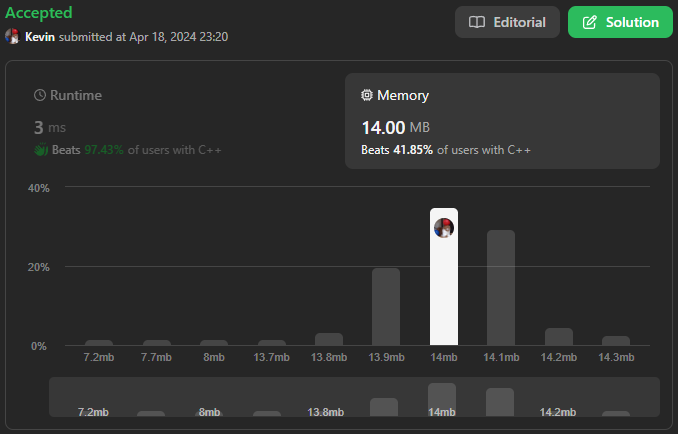 Accepted
Kevin submitted at Apr 18, 2024 23:20
Editorial
Solution
Runtime
3 ms
Beats 97.43% of users with C++
Memory
14.00 MB
Beats 41.85% of users with C++
40%
20%
0%
7.2mb 7.7mb 8mb 13.7mb 13.8mb 13.9mb 14mb 14.1mb 14.2mb 14.3mb
7.2mb 8mb 13.8mb 14mb 14.2mb